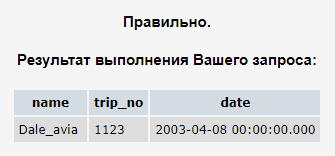 Правильно.
Результат выполнения Вашего запроса:
name trip_no date
Dale_avia 1123 2003-04-08 00:00:00.000